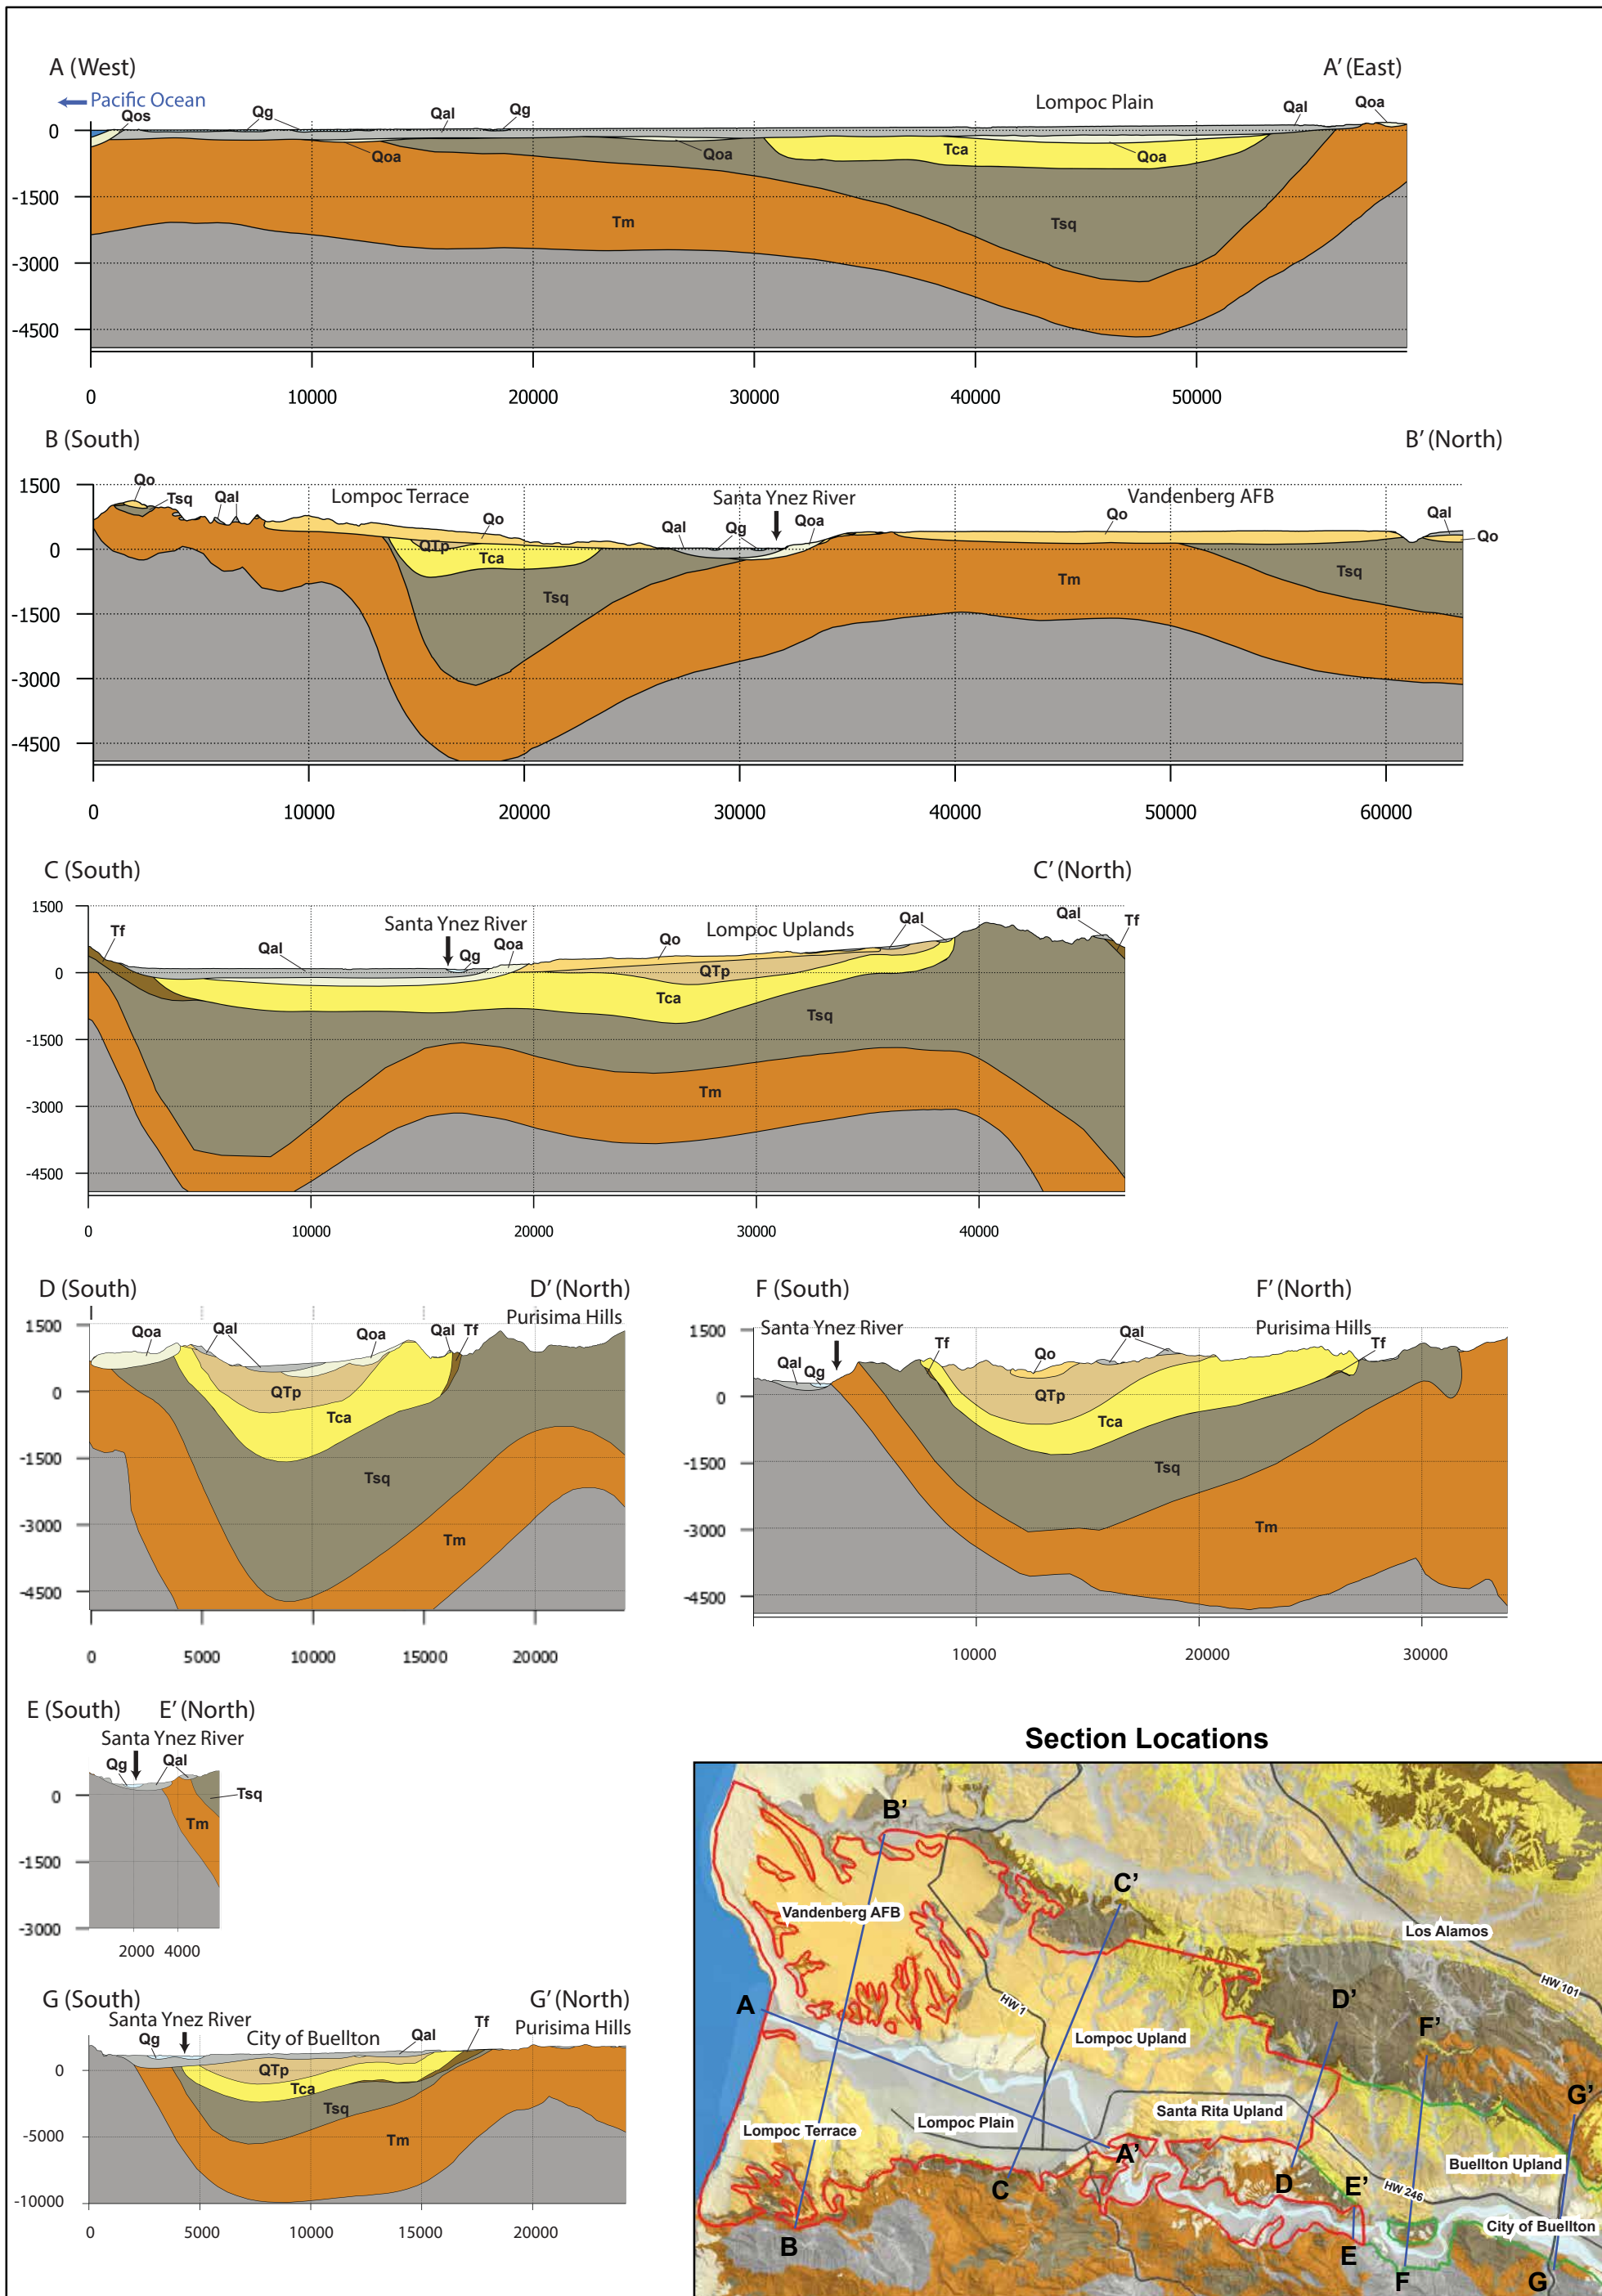 A (West)
A' (East)
Pacific Ocean
Lompoc Plain
Qos
Qg
Qal
Qg
Qal
Qoa
0
Qoa
Qoa
Tca
Qoa
-1500
Tm
Tsq
-3000
-4500
0
10000
20000
30000
40000
50000
B (South)
B' (North)
1500
Qo
Tsq
Qal
Lompoc Terrace
Santa Ynez River
Vandenberg AFB
Qo
Qal
Qg
Qoa
Qo
Qal
Qo
0
QTp
Tca
Tsq
Tm
Tsq
-1500
-3000
-4500
0
10000
20000
30000
40000
50000
60000
C (South)
C' (North)
1500
Tf
Santa Ynez River
Lompoc Uplands
Qal
Qal
Tf
Qal
Qg
Qoa
Qo
0
QTp
Tca
Tsq
-1500
Tm
-3000
-4500
0
10000
20000
30000
40000
D (South)
D' (North)
Purisima Hills
1500
Qoa
Qal
Qoa
Qal
Tf
0
QTp
Tca
-1500
Tsq
-3000
Tm
-4500
0
5000
10000
15000
20000
F (South)
F' (North)
1500
Santa Ynez River
Purisima Hills
Qal
Qg
Tf
Qo
Qal
Tf
0
QTp
Tca
-1500
Tsq
-3000
Tm
-4500
10000
20000
30000
E (South)
E' (North)
Santa Ynez River
Qg
Qal
0
Tsq
Tm
-1500
-3000
2000
4000
G (South)
G' (North)
Santa Ynez River
City of Buellton
Purisima Hills
Qg
Qal
Tf
0
QTp
Tca
Tsq
-5000
Tm
-10000
0
5000
10000
15000
20000
Section Locations
B'
C'
Vandenberg AFB
Los Alamos
HW 101
A
HW 1
D'
F'
Lompoc Upland
G'
Santa Rita Upland
Lompoc Plain
Lompoc Terrace
A'
Buellton Upland
C
D
E'
HW 246
City of Buellton
B
E
F
G